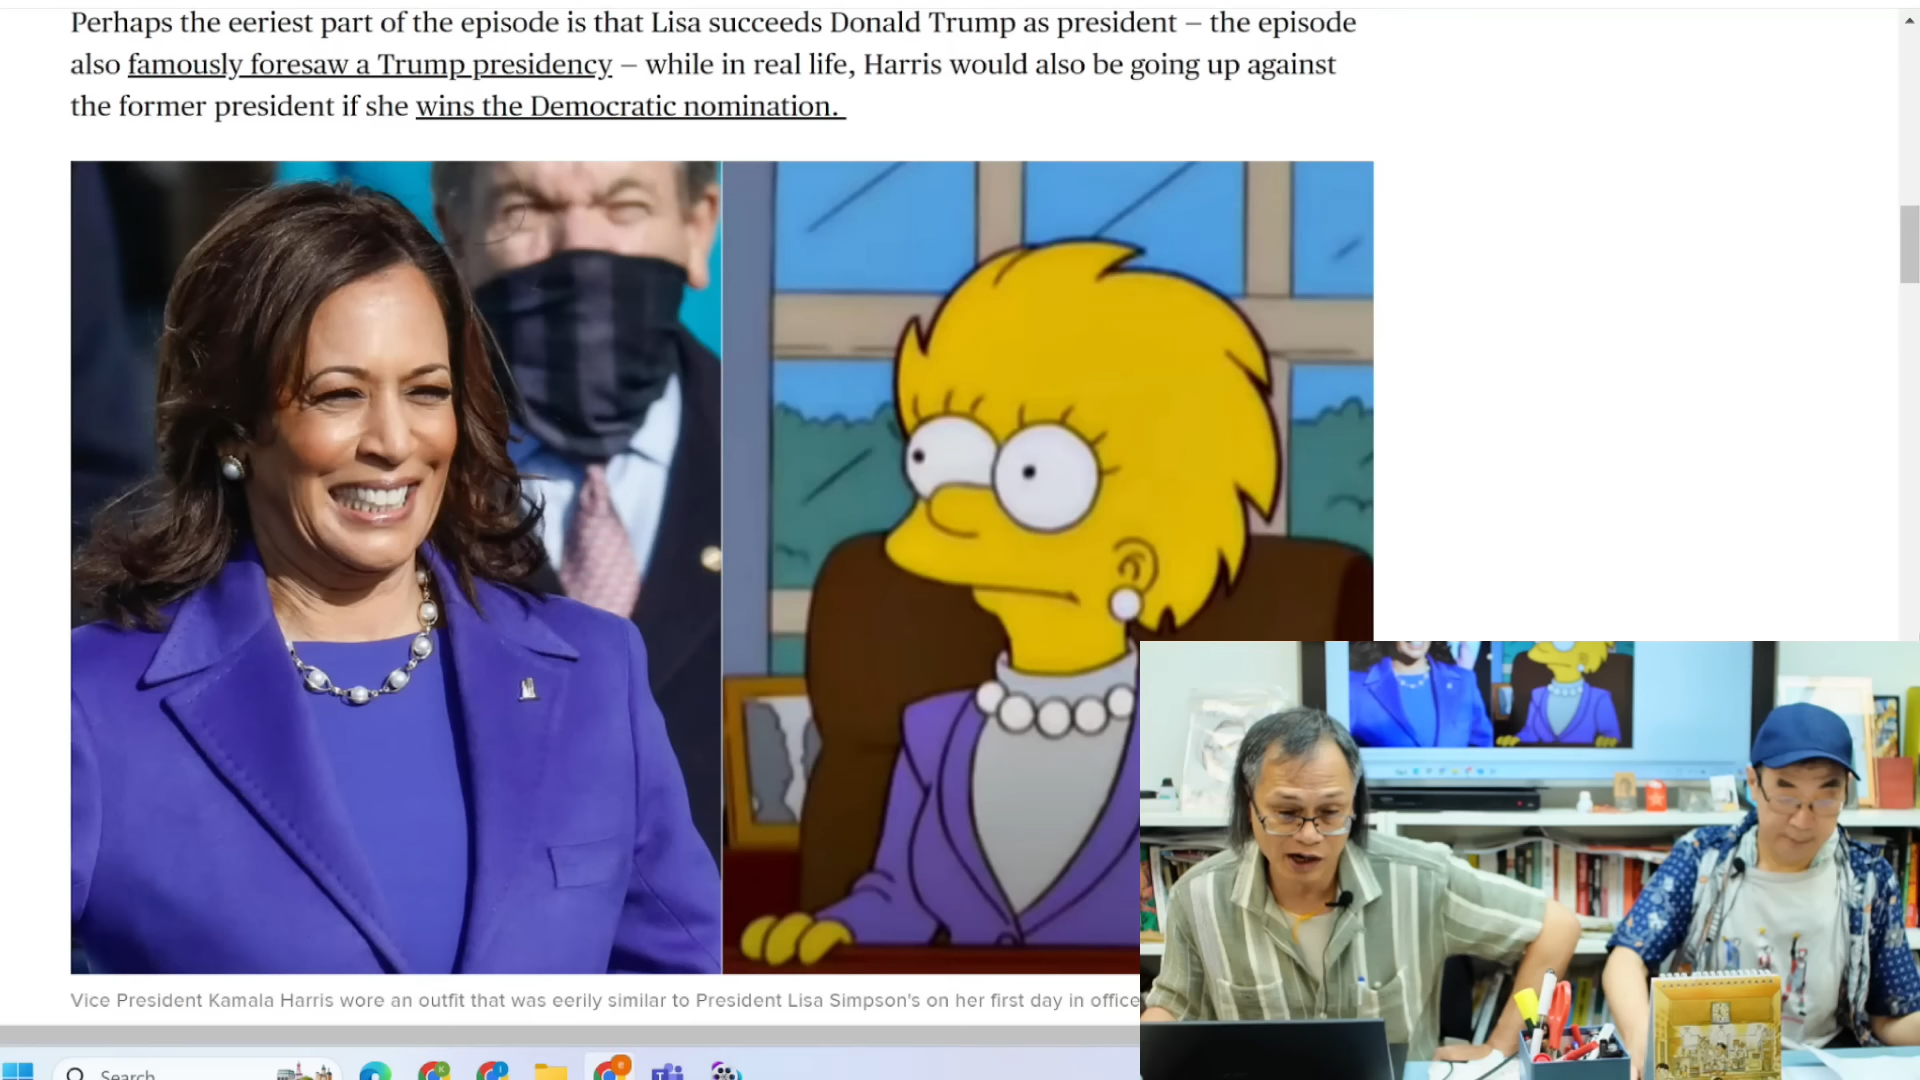 Perhaps the eeriest part of the episode is that Lisa succeeds Donald Trump as president – the episode
also famously foresaw a Trump presidency – while in real life, Harris would also be going up against
the former president if she wins the Democratic nomination.
Vice President Kamala Harris wore an outfit that was eerily similar to President Lisa Simpson's on her first day in office
Search